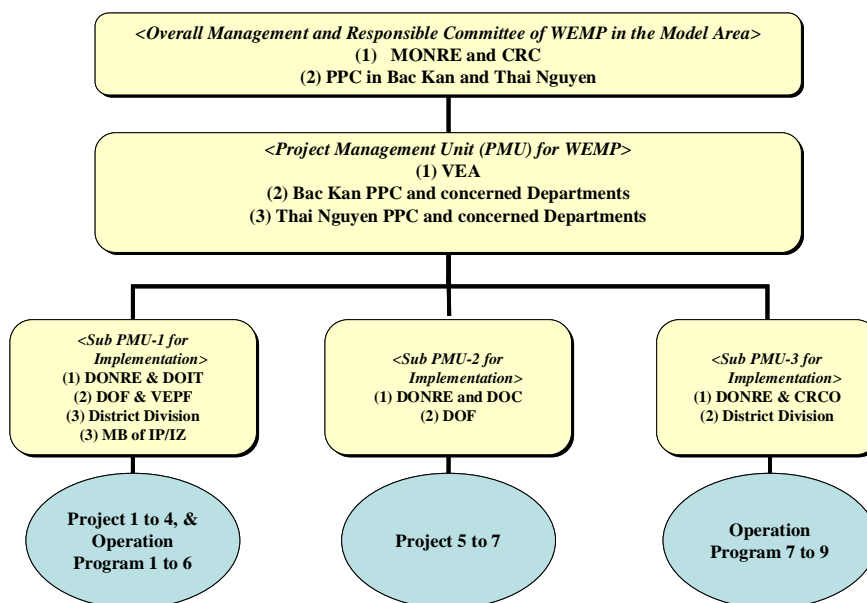 <Overall Management and Responsible Committee of WEMP in the Model Area>
(1) MONRE and CRC
(2) PPC in Bac Kan and Thai Nguyen
<Project Management Unit (PMU) for WEMP>
(1) VEA
(2) Bac Kan PPC and concerned Departments
(3) Thai Nguyen PPC and concerned Departments
<Sub PMU-1 for
Implementation>
(1) DONRE & DOIT
(2) DOF & VEPF
(3) District Division
(3) MB of IP/IZ
<Sub PMU-2 for
Implementation>
(1) DONRE and DOC
(2) DOF
<Sub PMU-3 for
Implementation>
(1) DONRE & CRCO
(2) District Division
Project 1 to 4, &
Operation
Program 1 to 6
Project 5 to 7
Operation
Program 7 to 9